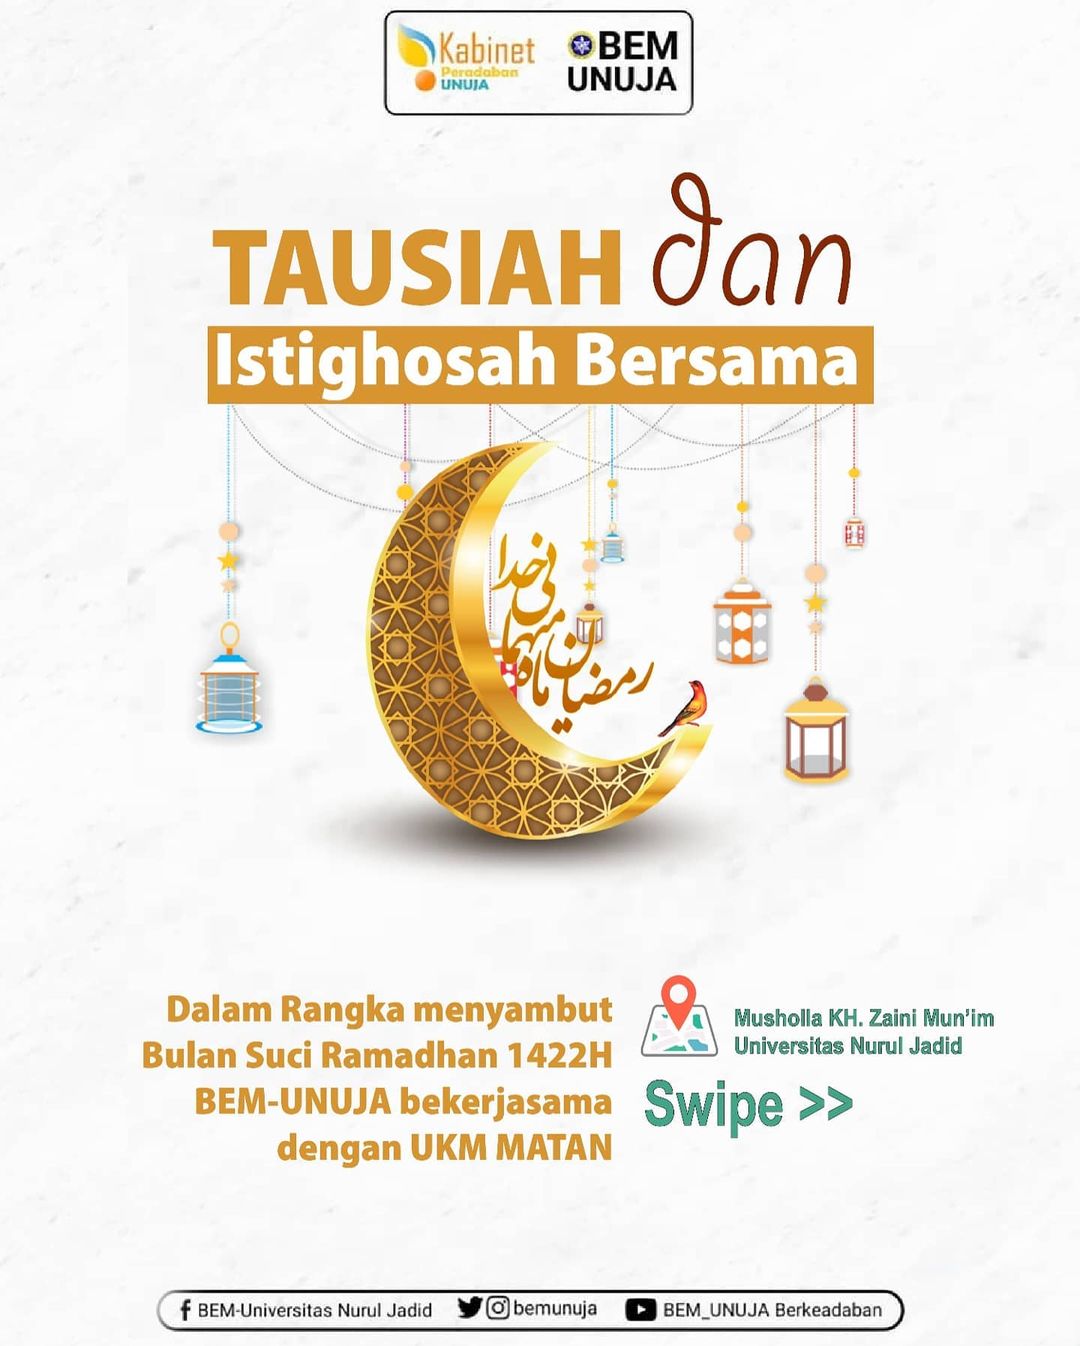 Kabinet
Peradaban
UNUJA
BEM
UNUJA
TAUSIAH dan
Istighosah Bersama
رمضان ماه میهمانی خدا
Dalam Rangka menyambut
Bulan Suci Ramadhan 1422H
BEM-UNUJA bekerjasama
dengan UKM MATAN
Musholla KH. Zaini Mun’im
Universitas Nurul Jadid
Swipe >>
BEM-Universitas Nurul Jadid
bemunuja
BEM_UNUJA Berkeadaban